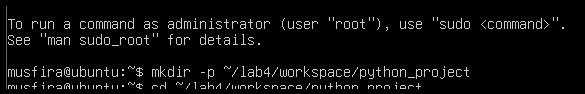 To run a command as administrator (user "root"), use "sudo <command>".
See "man sudo_root" for details.
musfira@ubuntu:~$ mkdir -p ~/lab4/workspace/python_project
musfira@ubuntu:~$ cd ~/lab4/workspace/python_project